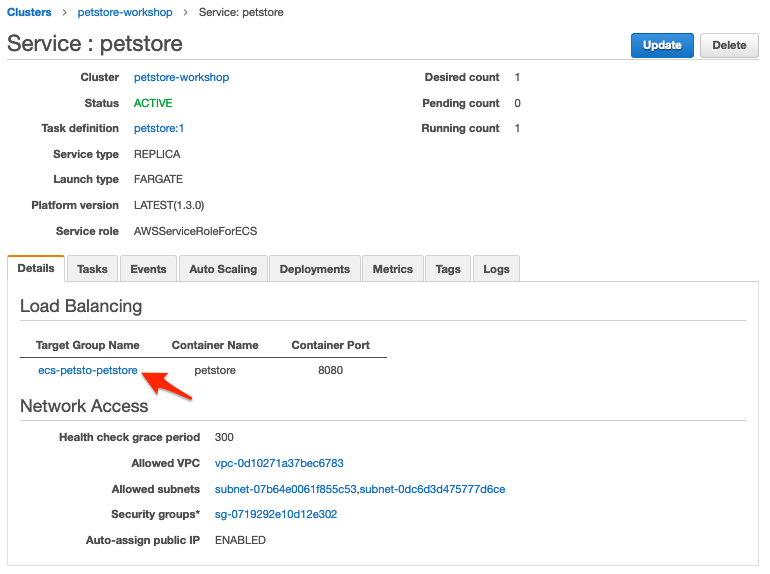 Clusters > petstore-workshop > Service: petstore
Service : petstore
Update Delete
Cluster petstore-workshop Desired count 1
Status ACTIVE Pending count 0
Task definition petstore:1 Running count 1
Service type REPLICA
Launch type FARGATE
Platform version LATEST(1.3.0)
Service role AWSServiceRoleForECS
Details Tasks Events Auto Scaling Deployments Metrics Tags Logs
Load Balancing
Target Group Name Container Name Container Port
ecs-petsto-petstore petstore 8080
Network Access
Health check grace period 300
Allowed VPC vpc-0d10271a37bec6783
Allowed subnets subnet-07b64e0061f855c53,subnet-0dc6d3d475777d6ce
Security groups* sg-0719292e10d12e302
Auto-assign public IP ENABLED